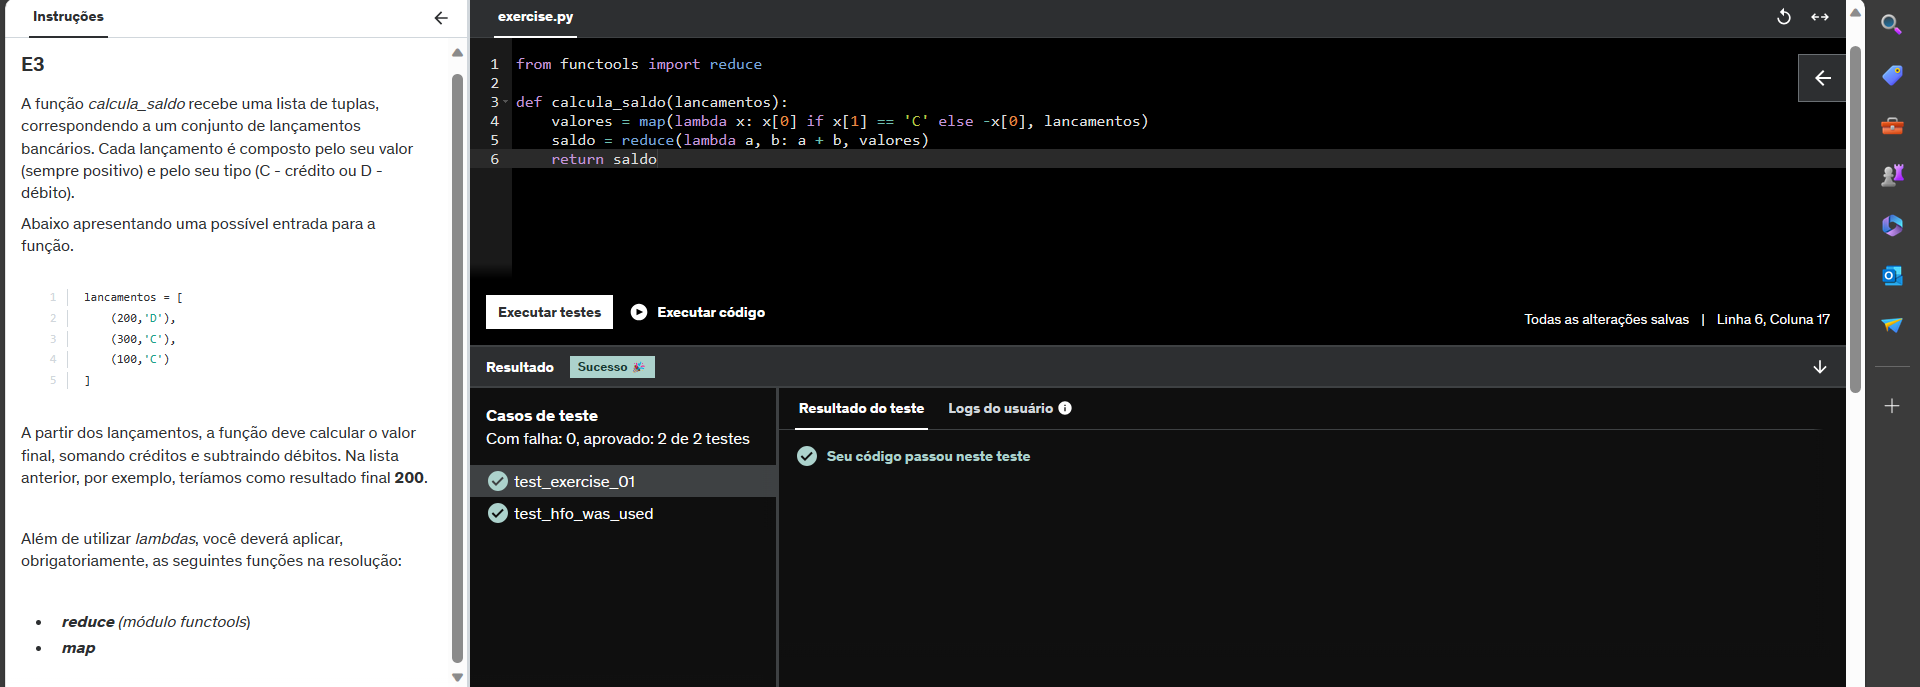 Instruções
E3
A função calcula_saldo recebe uma lista de tuplas,
correspondendo a um conjunto de lançamentos
bancários. Cada lançamento é composto pelo seu valor
(sempre positivo) e pelo seu tipo (C - crédito ou D -
débito).
Abaixo apresentando uma possível entrada para a
função.
1 lancamentos = [
2 (200,'D'),
3 (300,'C'),
4 (100,'C')
5 ]
A partir dos lançamentos, a função deve calcular o valor
final, somando créditos e subtraindo débitos. Na lista
anterior, por exemplo, teríamos como resultado final 200.
Além de utilizar lambdas, você deverá aplicar,
obrigatoriamente, as seguintes funções na resolução:
• reduce (módulo functools)
• map
exercise.py
1 from functools import reduce
2
3 def calcula_saldo(lancamentos):
4 valores = map(lambda x: x[0] if x[1] == 'C' else -x[0], lancamentos)
5 saldo = reduce(lambda a, b: a + b, valores)
6 return saldo
Executar testes
Executar código
Todas as alterações salvas | Linha 6, Coluna 17
Resultado
Sucesso 🎉
Casos de teste
Com falha: 0, aprovado: 2 de 2 testes
test_exercise_01
test_hfo_was_used
Resultado do teste
Logs do usuário
Seu código passou neste teste